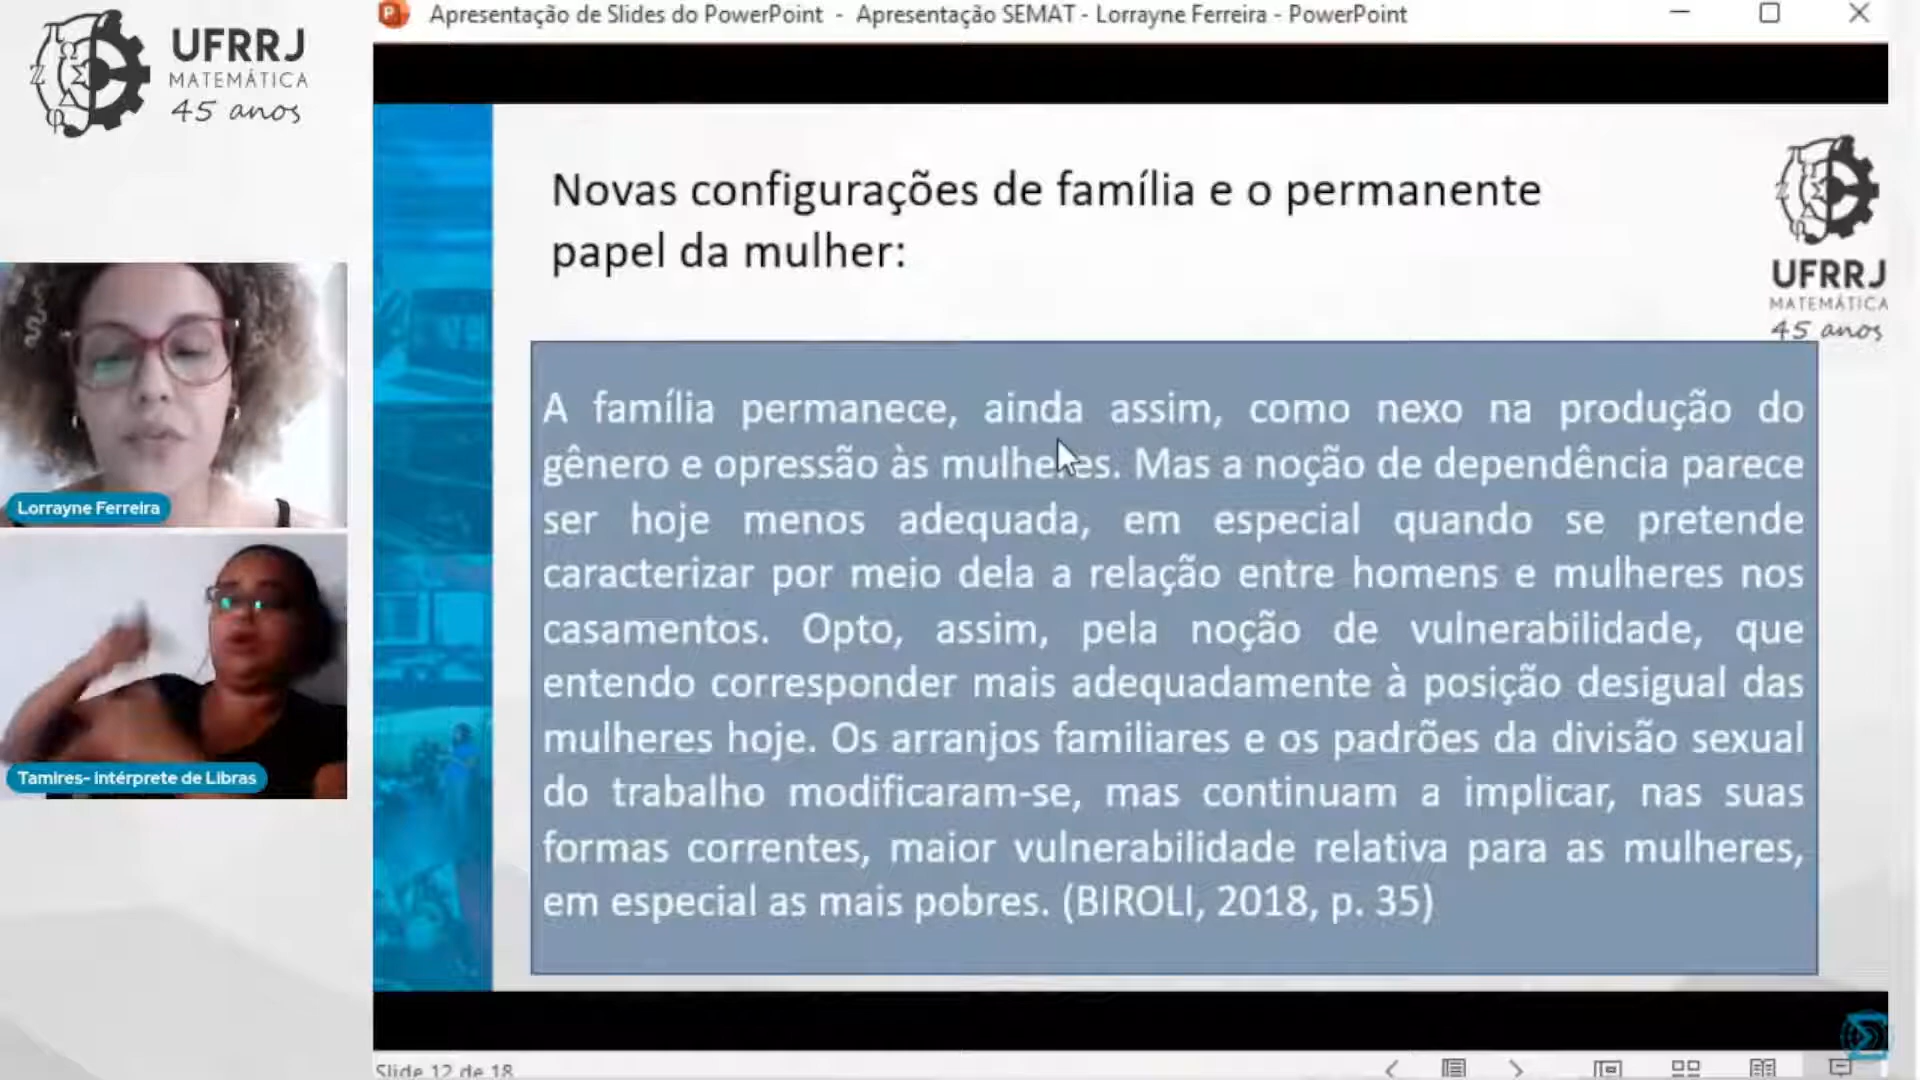 Apresentação de Slides do PowerPoint - Apresentação SEMAT - Lorrayne Ferreira - PowerPoint
UFRRJ
MATEMÁTICA
45 anos
Novas configurações de família e o permanente
papel da mulher:
UFRRJ
MATEMÁTICA
45 anos
A família permanece, ainda assim, como nexo na produção do
gênero e opressão às mulheres. Mas a noção de dependência parece
ser hoje menos adequada, em especial quando se pretende
caracterizar por meio dela a relação entre homens e mulheres nos
casamentos. Opto, assim, pela noção de vulnerabilidade, que
entendo corresponder mais adequadamente à posição desigual das
mulheres hoje. Os arranjos familiares e os padrões da divisão sexual
do trabalho modificaram-se, mas continuam a implicar, nas suas
formas correntes, maior vulnerabilidade relativa para as mulheres,
em especial as mais pobres. (BIROLI, 2018, p. 35)
Lorrayne Ferreira
Tamires- intérprete de Libras
Slide 12 de 18